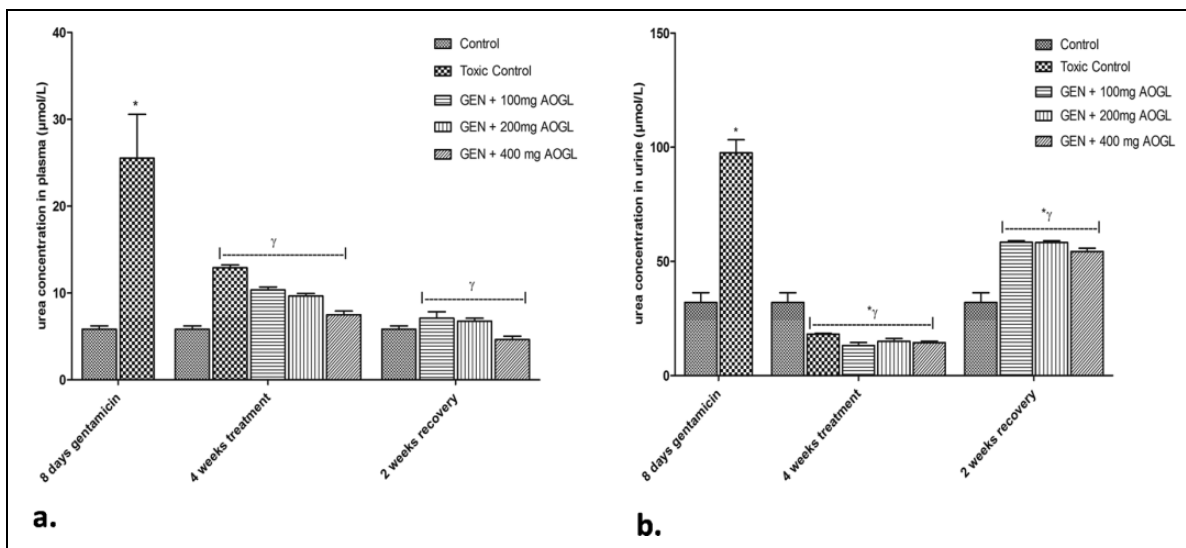 40
30
20
10
0
urea concentration in plasma (µmol/L)
*
γ
γ
Control
Toxic Control
GEN + 100mg AOGL
GEN + 200mg AOGL
GEN + 400 mg AOGL
8 days gentamicin
4 weeks treatment
2 weeks recovery
a.
150
100
50
0
urea concentration in urine (µmol/L)
*
*γ
*γ
Control
Toxic Control
GEN + 100mg AOGL
GEN + 200mg AOGL
GEN + 400 mg AOGL
8 days gentamicin
4 weeks treatment
2 weeks recovery
b.